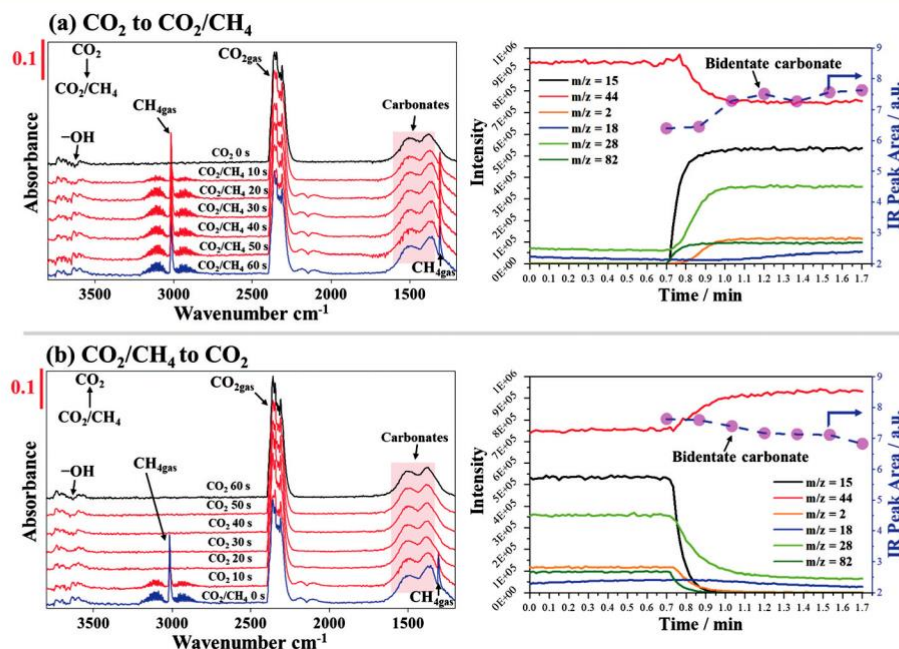 (a) CO₂ to CO₂/CH₄
0.1
CO₂
CO₂/CH₄
CO₂gas
CH₄gas
Carbonates
−OH
CO₂ 0 s
CO₂/CH₄ 10 s
CO₂/CH₄ 20 s
CO₂/CH₄ 30 s
CO₂/CH₄ 40 s
CO₂/CH₄ 50 s
CO₂/CH₄ 60 s
CH₄gas
Absorbance
3500 3000 2500 2000 1500
Wavenumber cm⁻¹
1E+06
1E+06
9E+05
8E+05
7E+05
6E+05
5E+05
4E+05
3E+05
2E+05
1E+05
0E+00
Intensity
m/z = 15
m/z = 44
m/z = 2
m/z = 18
m/z = 28
m/z = 82
Bidentate carbonate
9
8
7
6
5
4
3
2
IR Peak Area / a.u.
0.0 0.1 0.2 0.3 0.4 0.5 0.6 0.7 0.8 0.9 1.0 1.1 1.2 1.3 1.4 1.5 1.6 1.7
Time / min
(b) CO₂/CH₄ to CO₂
0.1
CO₂
CO₂/CH₄
CO₂gas
Carbonates
−OH
CH₄gas
CO₂ 60 s
CO₂ 50 s
CO₂ 40 s
CO₂ 30 s
CO₂ 20 s
CO₂ 10 s
CO₂/CH₄ 0 s
CH₄gas
Absorbance
3500 3000 2500 2000 1500
Wavenumber cm⁻¹
1E+06
9E+05
8E+05
7E+05
6E+05
5E+05
4E+05
3E+05
2E+05
1E+05
0E+00
Intensity
Bidentate carbonate
m/z = 15
m/z = 44
m/z = 2
m/z = 18
m/z = 28
m/z = 82
9
8
7
6
5
4
3
2
IR Peak Area / a.u.
0.0 0.1 0.2 0.3 0.4 0.5 0.6 0.7 0.8 0.9 1.0 1.1 1.2 1.3 1.4 1.5 1.6 1.7
Time / min